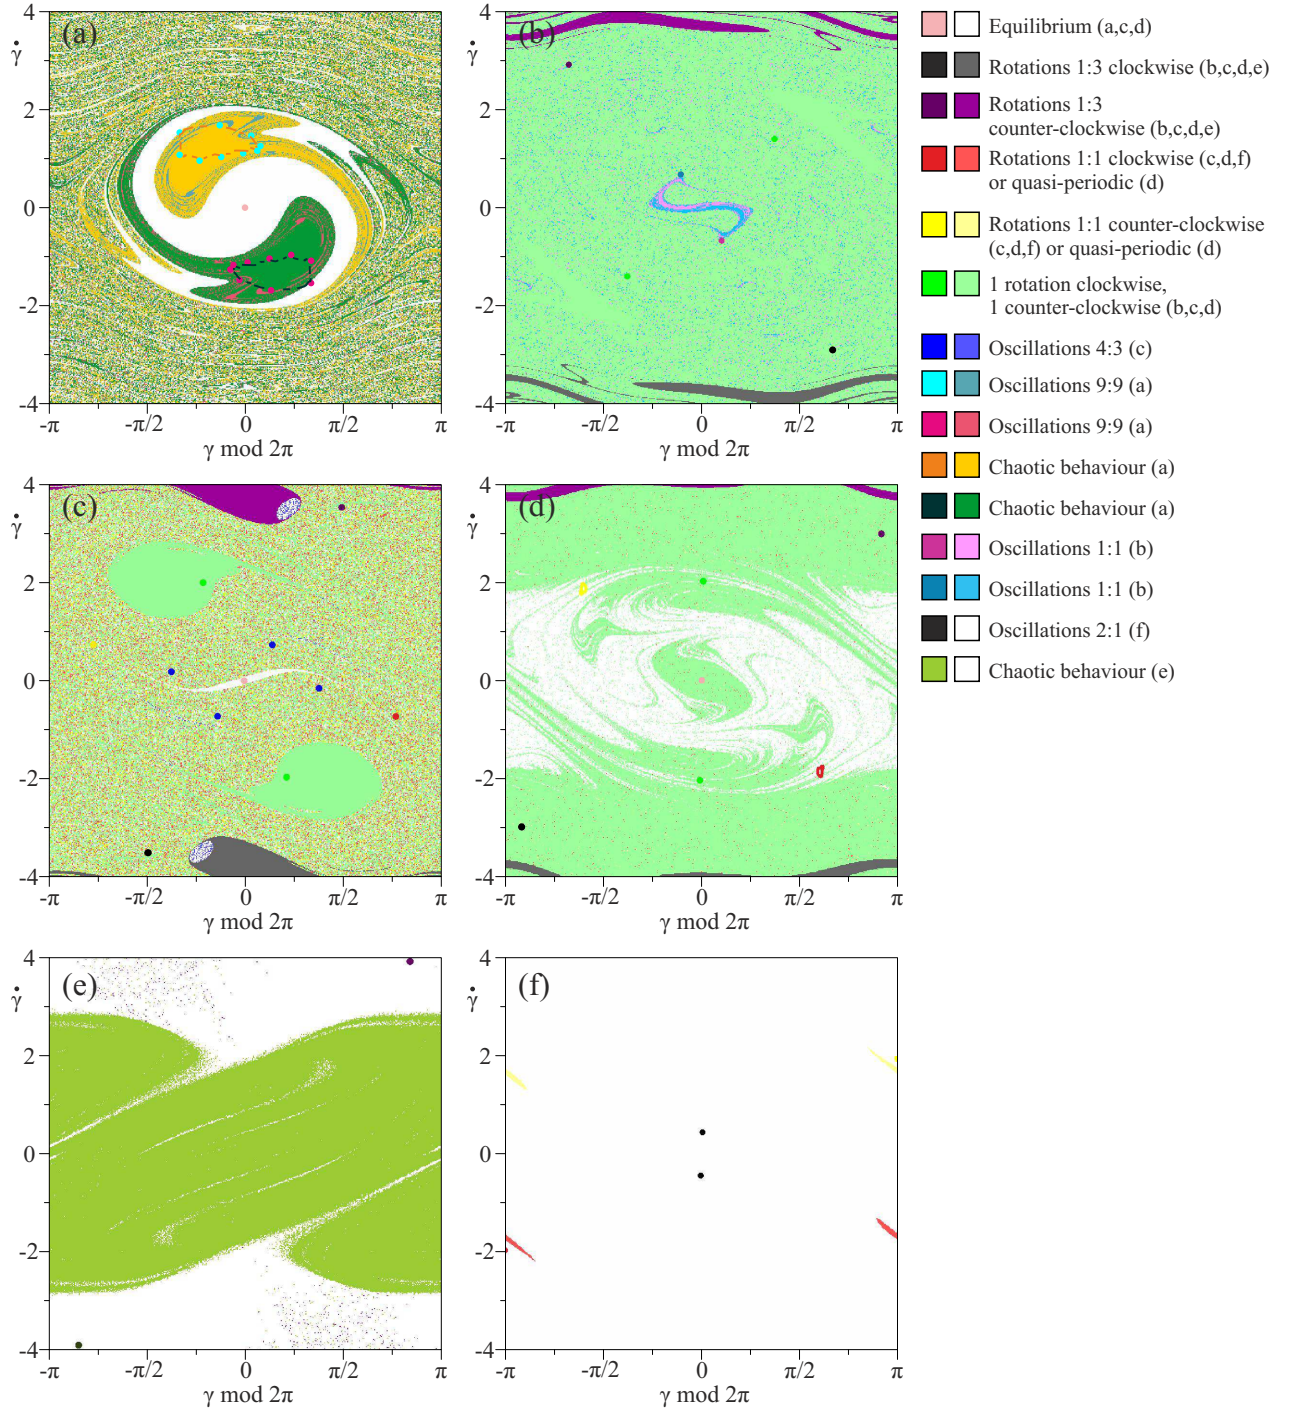 (a)
4
2
0
-2
-4
γ̇
-π
-π/2
0
π/2
π
γ mod 2π
(b)
4
2
0
-2
-4
γ̇
-π
-π/2
0
π/2
π
γ mod 2π
(c)
4
2
0
-2
-4
γ̇
-π
-π/2
0
π/2
π
γ mod 2π
(d)
4
2
0
-2
-4
γ̇
-π
-π/2
0
π/2
π
γ mod 2π
(e)
4
2
0
-2
-4
γ̇
-π
-π/2
0
π/2
π
γ mod 2π
(f)
4
2
0
-2
-4
γ̇
-π
-π/2
0
π/2
π
γ mod 2π
Equilibrium (a,c,d)
Rotations 1:3 clockwise (b,c,d,e)
Rotations 1:3
counter-clockwise (b,c,d,e)
Rotations 1:1 clockwise (c,d,f)
or quasi-periodic (d)
Rotations 1:1 counter-clockwise
(c,d,f) or quasi-periodic (d)
1 rotation clockwise,
1 counter-clockwise (b,c,d)
Oscillations 4:3 (c)
Oscillations 9:9 (a)
Oscillations 9:9 (a)
Chaotic behaviour (a)
Chaotic behaviour (a)
Oscillations 1:1 (b)
Oscillations 1:1 (b)
Oscillations 2:1 (f)
Chaotic behaviour (e)